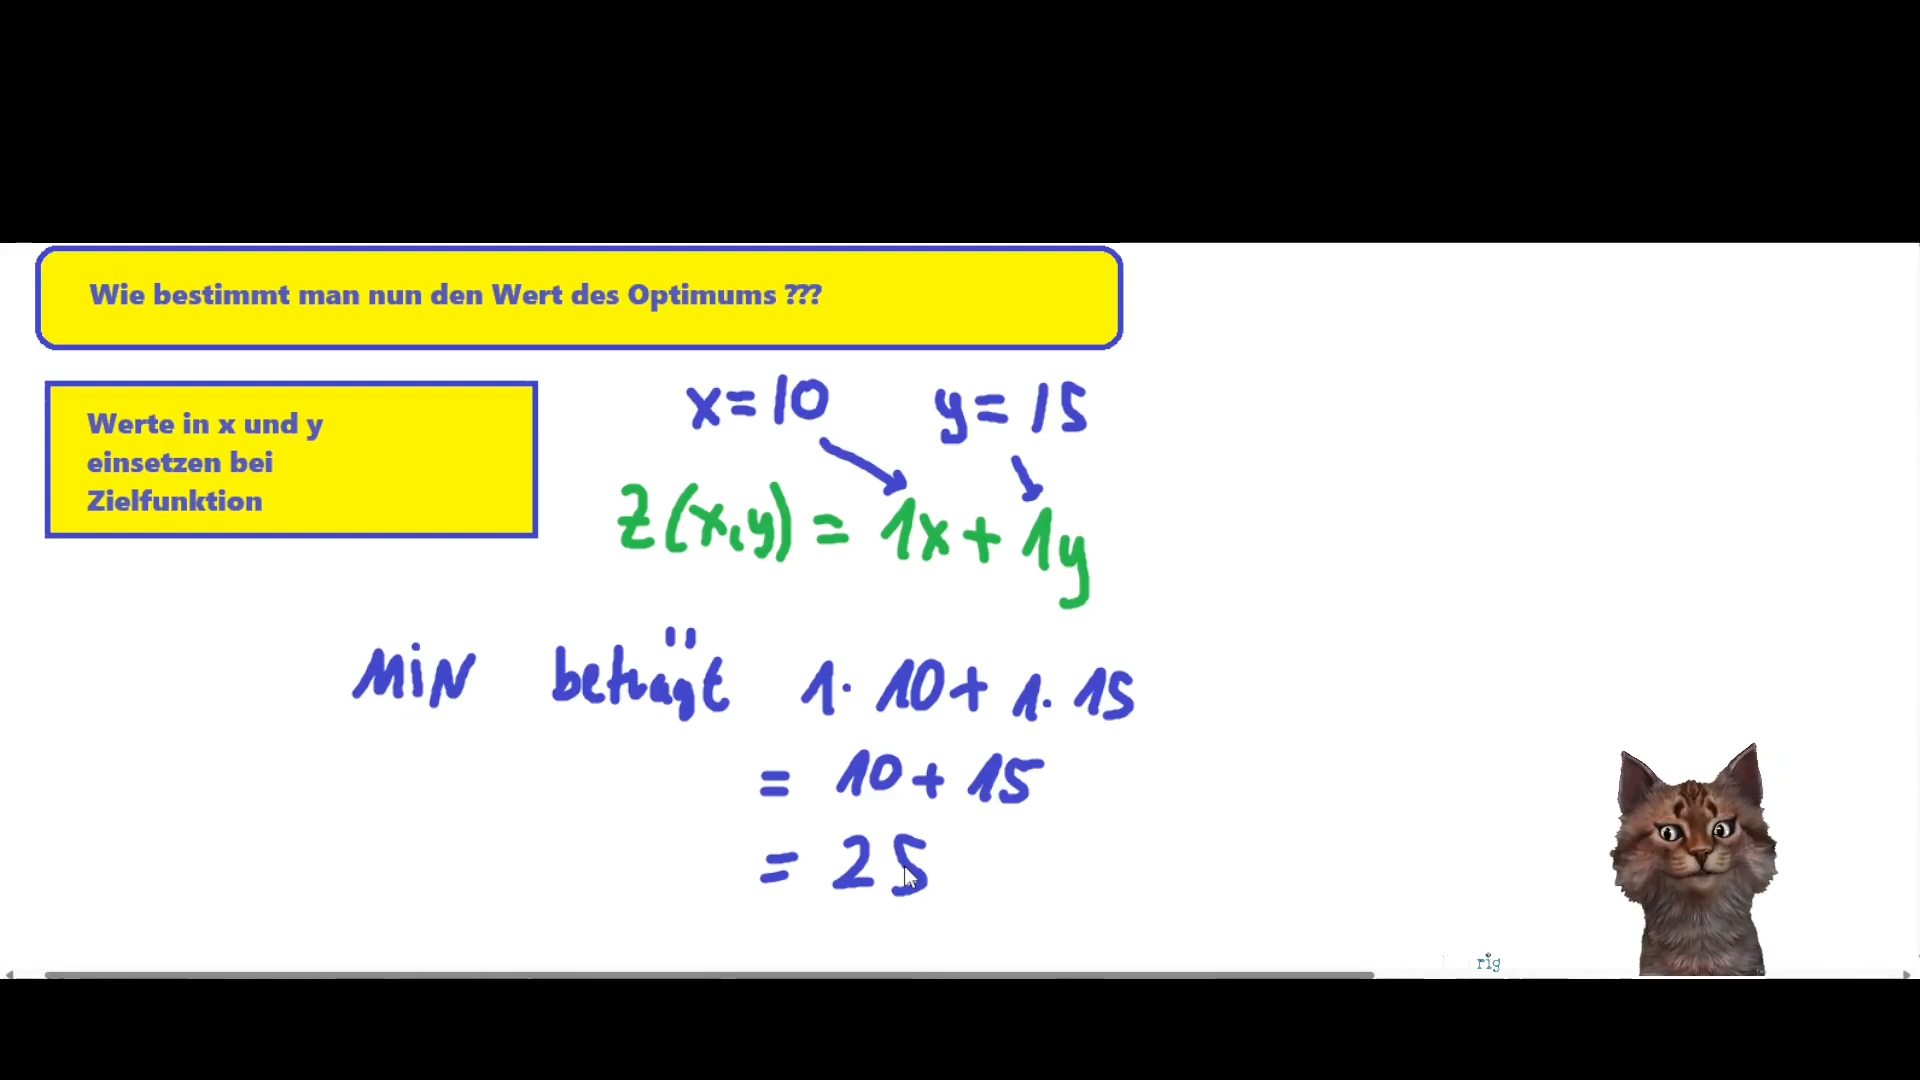 Wie bestimmt man nun den Wert des Optimums ???
Werte in x und y
einsetzen bei
Zielfunktion
x=10 y=15
Z(x,y) = 1x+1y
MIN beträgt 1·10+1·15
= 10+15
= 25
rig